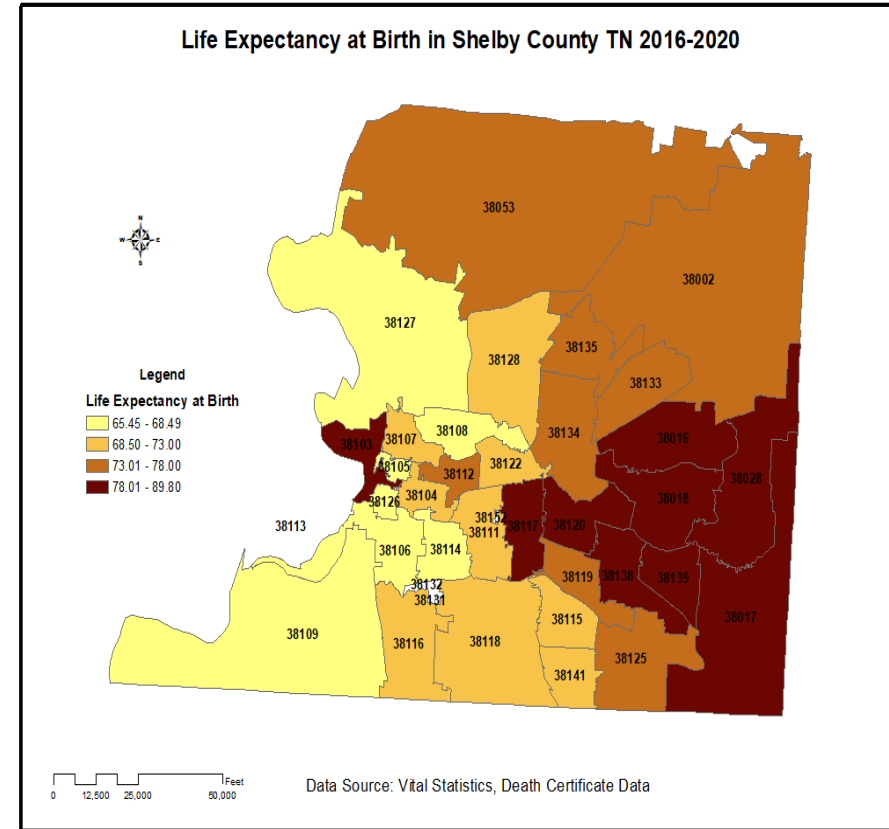 Life Expectancy at Birth in Shelby County TN 2016-2020
38053
N
W E
S
38002
38127
38135
38128
Legend
38133
Life Expectancy at Birth
65.45 - 68.49
68.50 - 73.00
73.01 - 78.00
78.01 - 89.80
38108
38134
38016
38103
38107
38122
38105
38112
38028
38018
38126
38104
38152
38113
38117
38120
38111
38106
38114
38119
38138
38139
38132
38131
38017
38115
38109
38116
38118
38125
38141
Feet
0 12,500 25,000 50,000
Data Source: Vital Statistics, Death Certificate Data